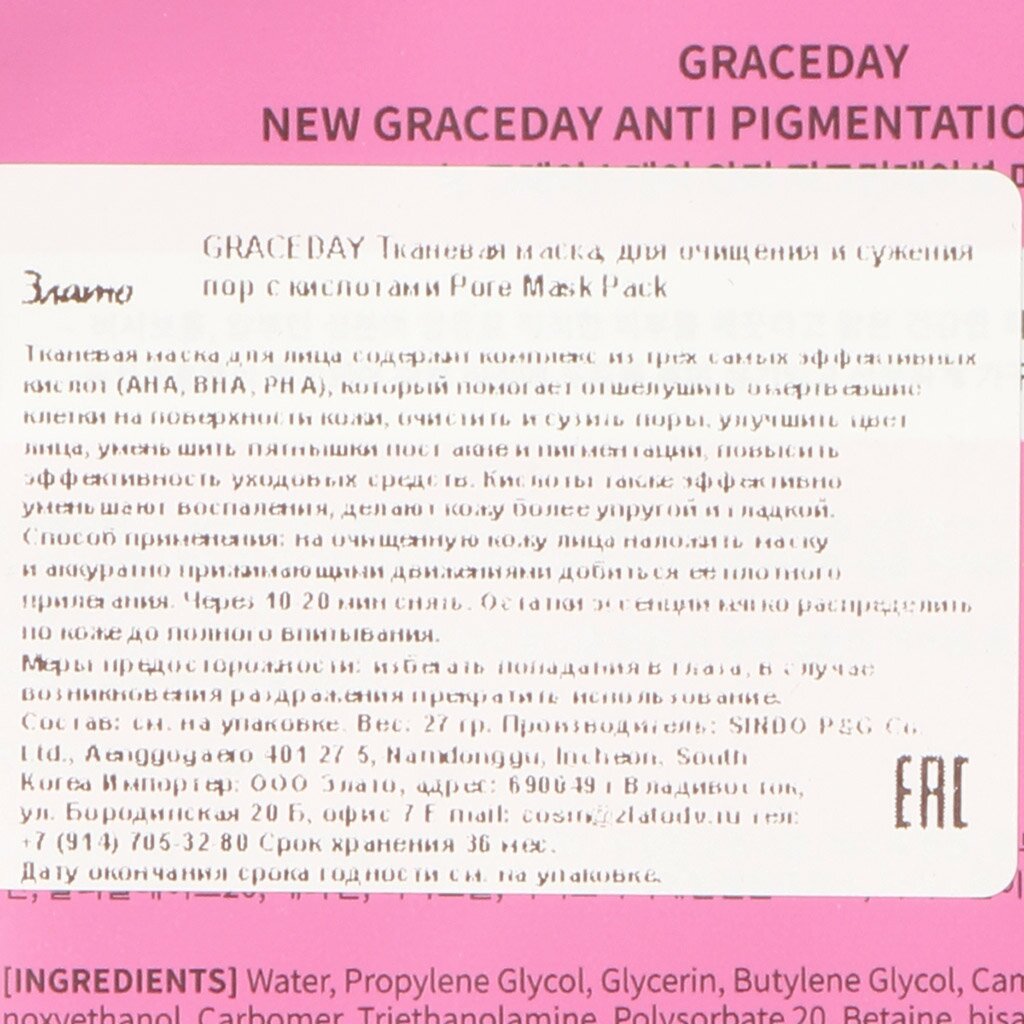 GRACEDAY
NEW GRACEDAY ANTI PIGMENTATIO
GRACEDAY Тканевая маска для очищения и сужения
Злато
пор с кислотами Pore Mask Pack
Тканевая маска для лица содержит комплекс из трех самых эффективных
кислот (AHA, BHA, PHA), который помогает отшелушить омертвевшие
клетки на поверхности кожи, очистить и сузить поры, улучшить цвет
лица, уменьшить пятнышки пост акне и пигментации, повысить
эффективность уходовых средств. Кислоты также эффективно
уменьшают воспаления, делают кожу более упругой и гладкой.
Способ применения: на очищенную кожу лица наложить маску
и аккуратно прижимающими движениями добиться ее плотного
прилегания. Через 10 20 мин снять. Остатки эссенции мягко распределить
по коже до полного впитывания.
Меры предосторожности: избегать попадания в глаза, в случае
возникновения раздражения прекратить использование.
Состав: см. на упаковке. Вес: 27 гр. Производитель: SINDO P&G Co.
Ltd., 401 27 5, Namdonggu, Incheon, South
Korea Импортер: ООО Злато, адрес: 690049 г Владивосток,
ул. Бородинская 20 Б, офис 7 E mail: cosm@zlatodv.ru тел:
+7 (914) 705-32-80 Срок хранения 36 мес.
Дату окончания срока годности см. на упаковке.
EAC
[INGREDIENTS] Water, Propylene Glycol, Glycerin, Butylene Glycol, Cam
noxyethanol, Carbomer, Triethanolamine, Polysorbate 20, Betaine, bisa